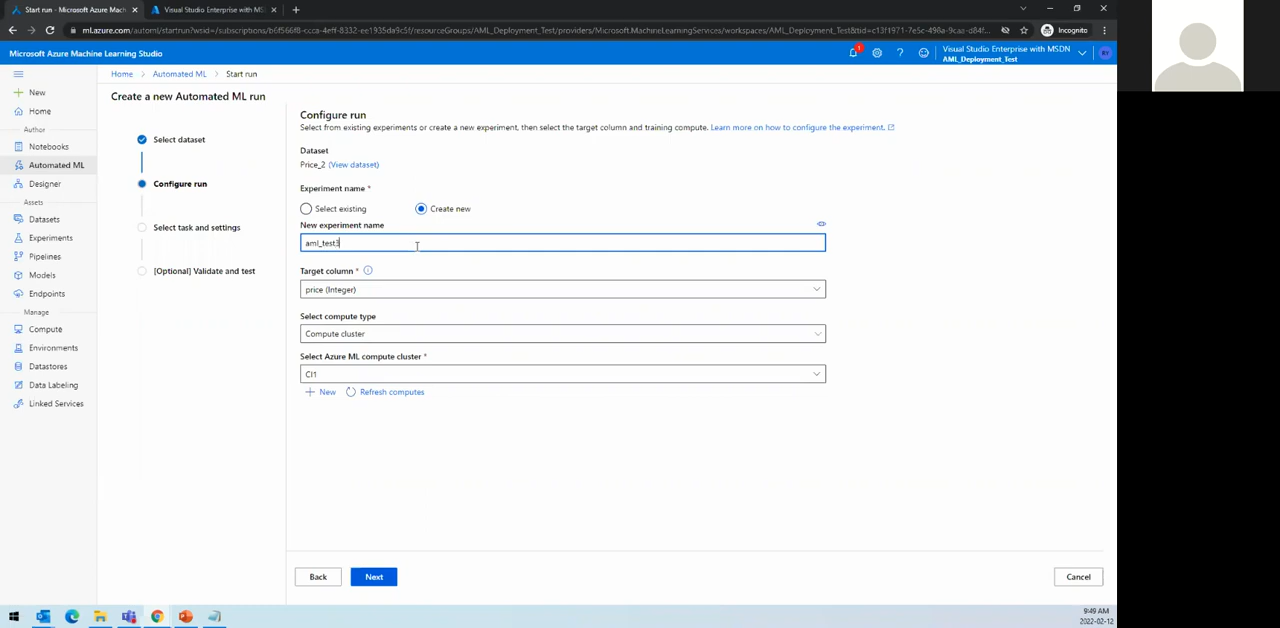 Start run - Microsoft Azure Mach
Visual Studio Enterprise with MS
Incognito
Microsoft Azure Machine Learning Studio
1
Visual Studio Enterprise with MSDN
AML_Deployment_Test
New
Home
Author
Notebooks
Automated ML
Designer
Assets
Datasets
Experiments
Pipelines
Models
Endpoints
Manage
Compute
Environments
Datastores
Data Labeling
Linked Services
Home > Automated ML > Start run
Create a new Automated ML run
Select dataset
Configure run
Select task and settings
[Optional] Validate and test
Configure run
Select from existing experiments or create a new experiment, then select the target column and training compute. Learn more on how to configure the experiment.
Dataset
Price_2 (View dataset)
Experiment name *
Select existing
Create new
New experiment name
aml_test3
Target column *
price (Integer)
Select compute type
Compute cluster
Select Azure ML compute cluster *
CI1
New
Refresh computes
Back
Next
Cancel
9:49 AM
2022-02-12